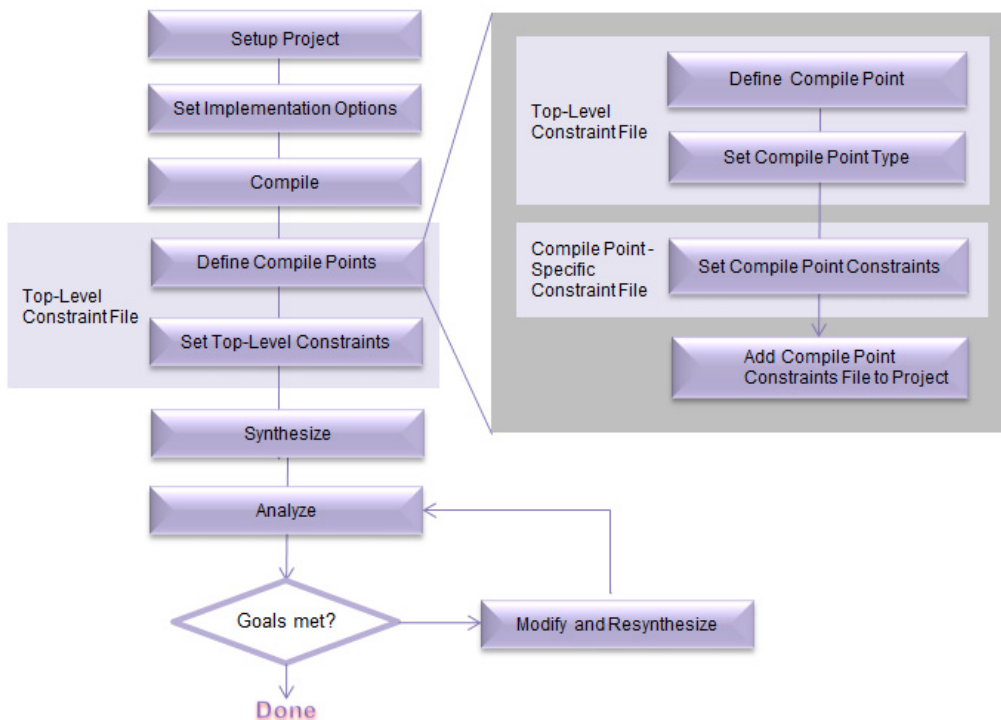 Setup Project
Set Implementation Options
Compile
Top-Level
Constraint File
Define Compile Points
Set Top-Level Constraints
Synthesize
Analyze
Goals met?
Modify and Resynthesize
Done
Top-Level
Constraint File
Define Compile Point
Set Compile Point Type
Compile Point -
Specific
Constraint File
Set Compile Point Constraints
Add Compile Point
Constraints File to Project